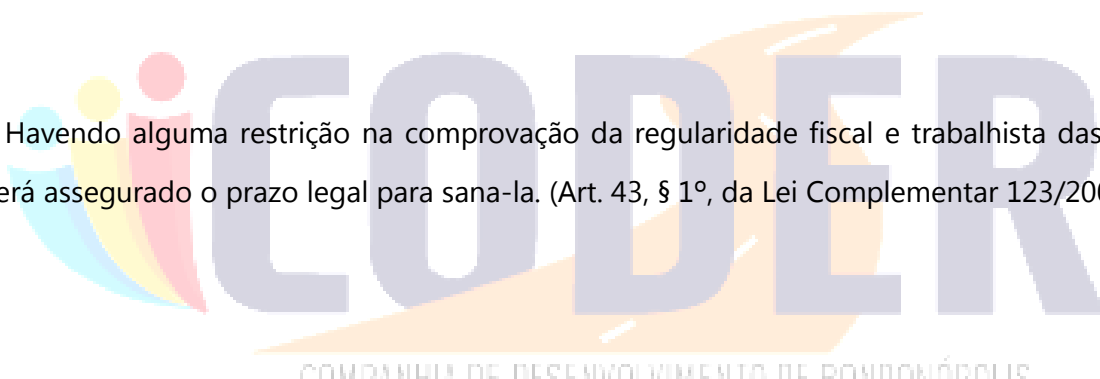 CODER
Havendo alguma restrição na comprovação da regularidade fiscal e trabalhista das
erá assegurado o prazo legal para sana-la. (Art. 43, § 1º, da Lei Complementar 123/200
COMPANHIA DE DESENVOLVIMENTO DE RONDONÓPOLIS